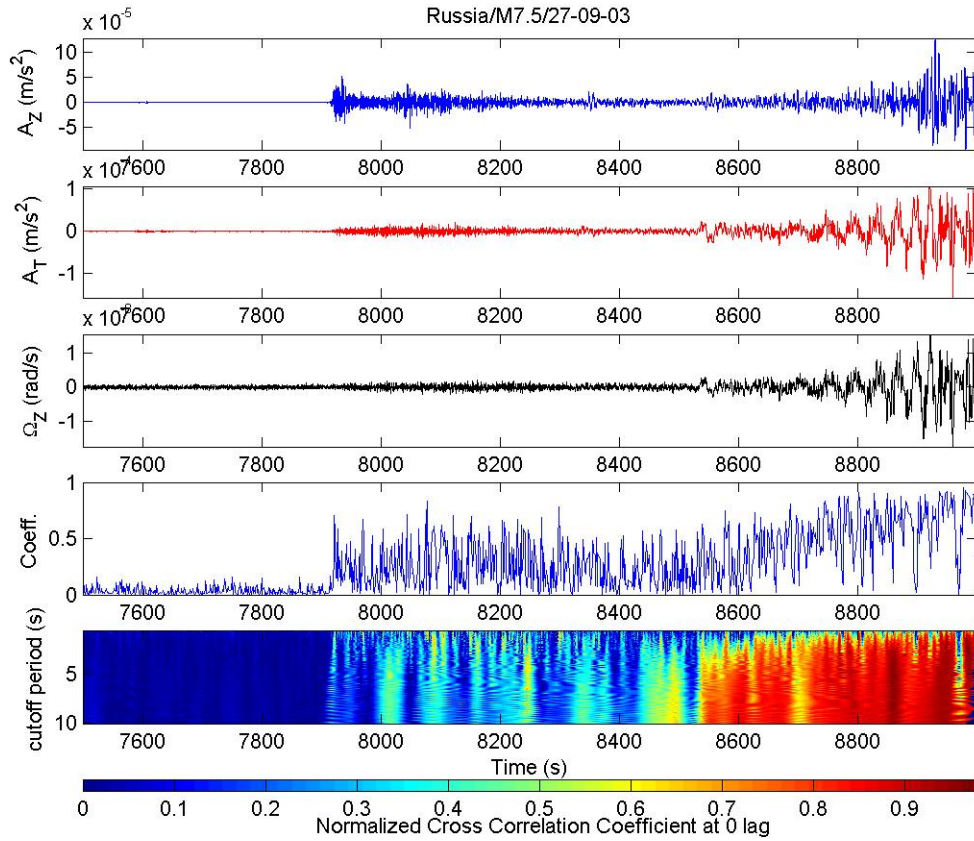 Russia/M7.5/27-09-03
x 10^-5
10
5
0
-5
A_Z (m/s^2)
7600 7800 8000 8200 8400 8600 8800
x 10^-4
1
0
-1
A_T (m/s^2)
7600 7800 8000 8200 8400 8600 8800
x 10
1
0
-1
Ω_Z (rad/s)
7600 7800 8000 8200 8400 8600 8800
1
0.5
0
Coeff.
7600 7800 8000 8200 8400 8600 8800
5
10
cutoff period (s)
7600 7800 8000 8200 8400 8600 8800
Time (s)
0 0.1 0.2 0.3 0.4 0.5 0.6 0.7 0.8 0.9
Normalized Cross Correlation Coefficient at 0 lag